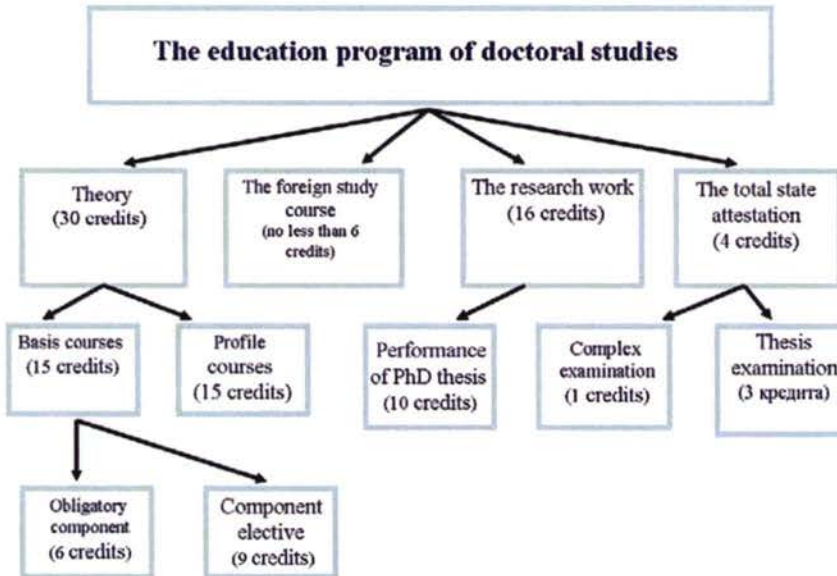 The education program of doctoral studies
Theory
(30 credits)
The foreign study
course
(no less than 6
credits)
The research work
(16 credits)
The total state
attestation
(4 credits)
Basis courses
(15 credits)
Profile
courses
(15 credits)
Performance
of PhD thesis
(10 credits)
Complex
examination
(1 credits)
Thesis
examination
(3 кредита)
Obligatory
component
(6 credits)
Component
elective
(9 credits)